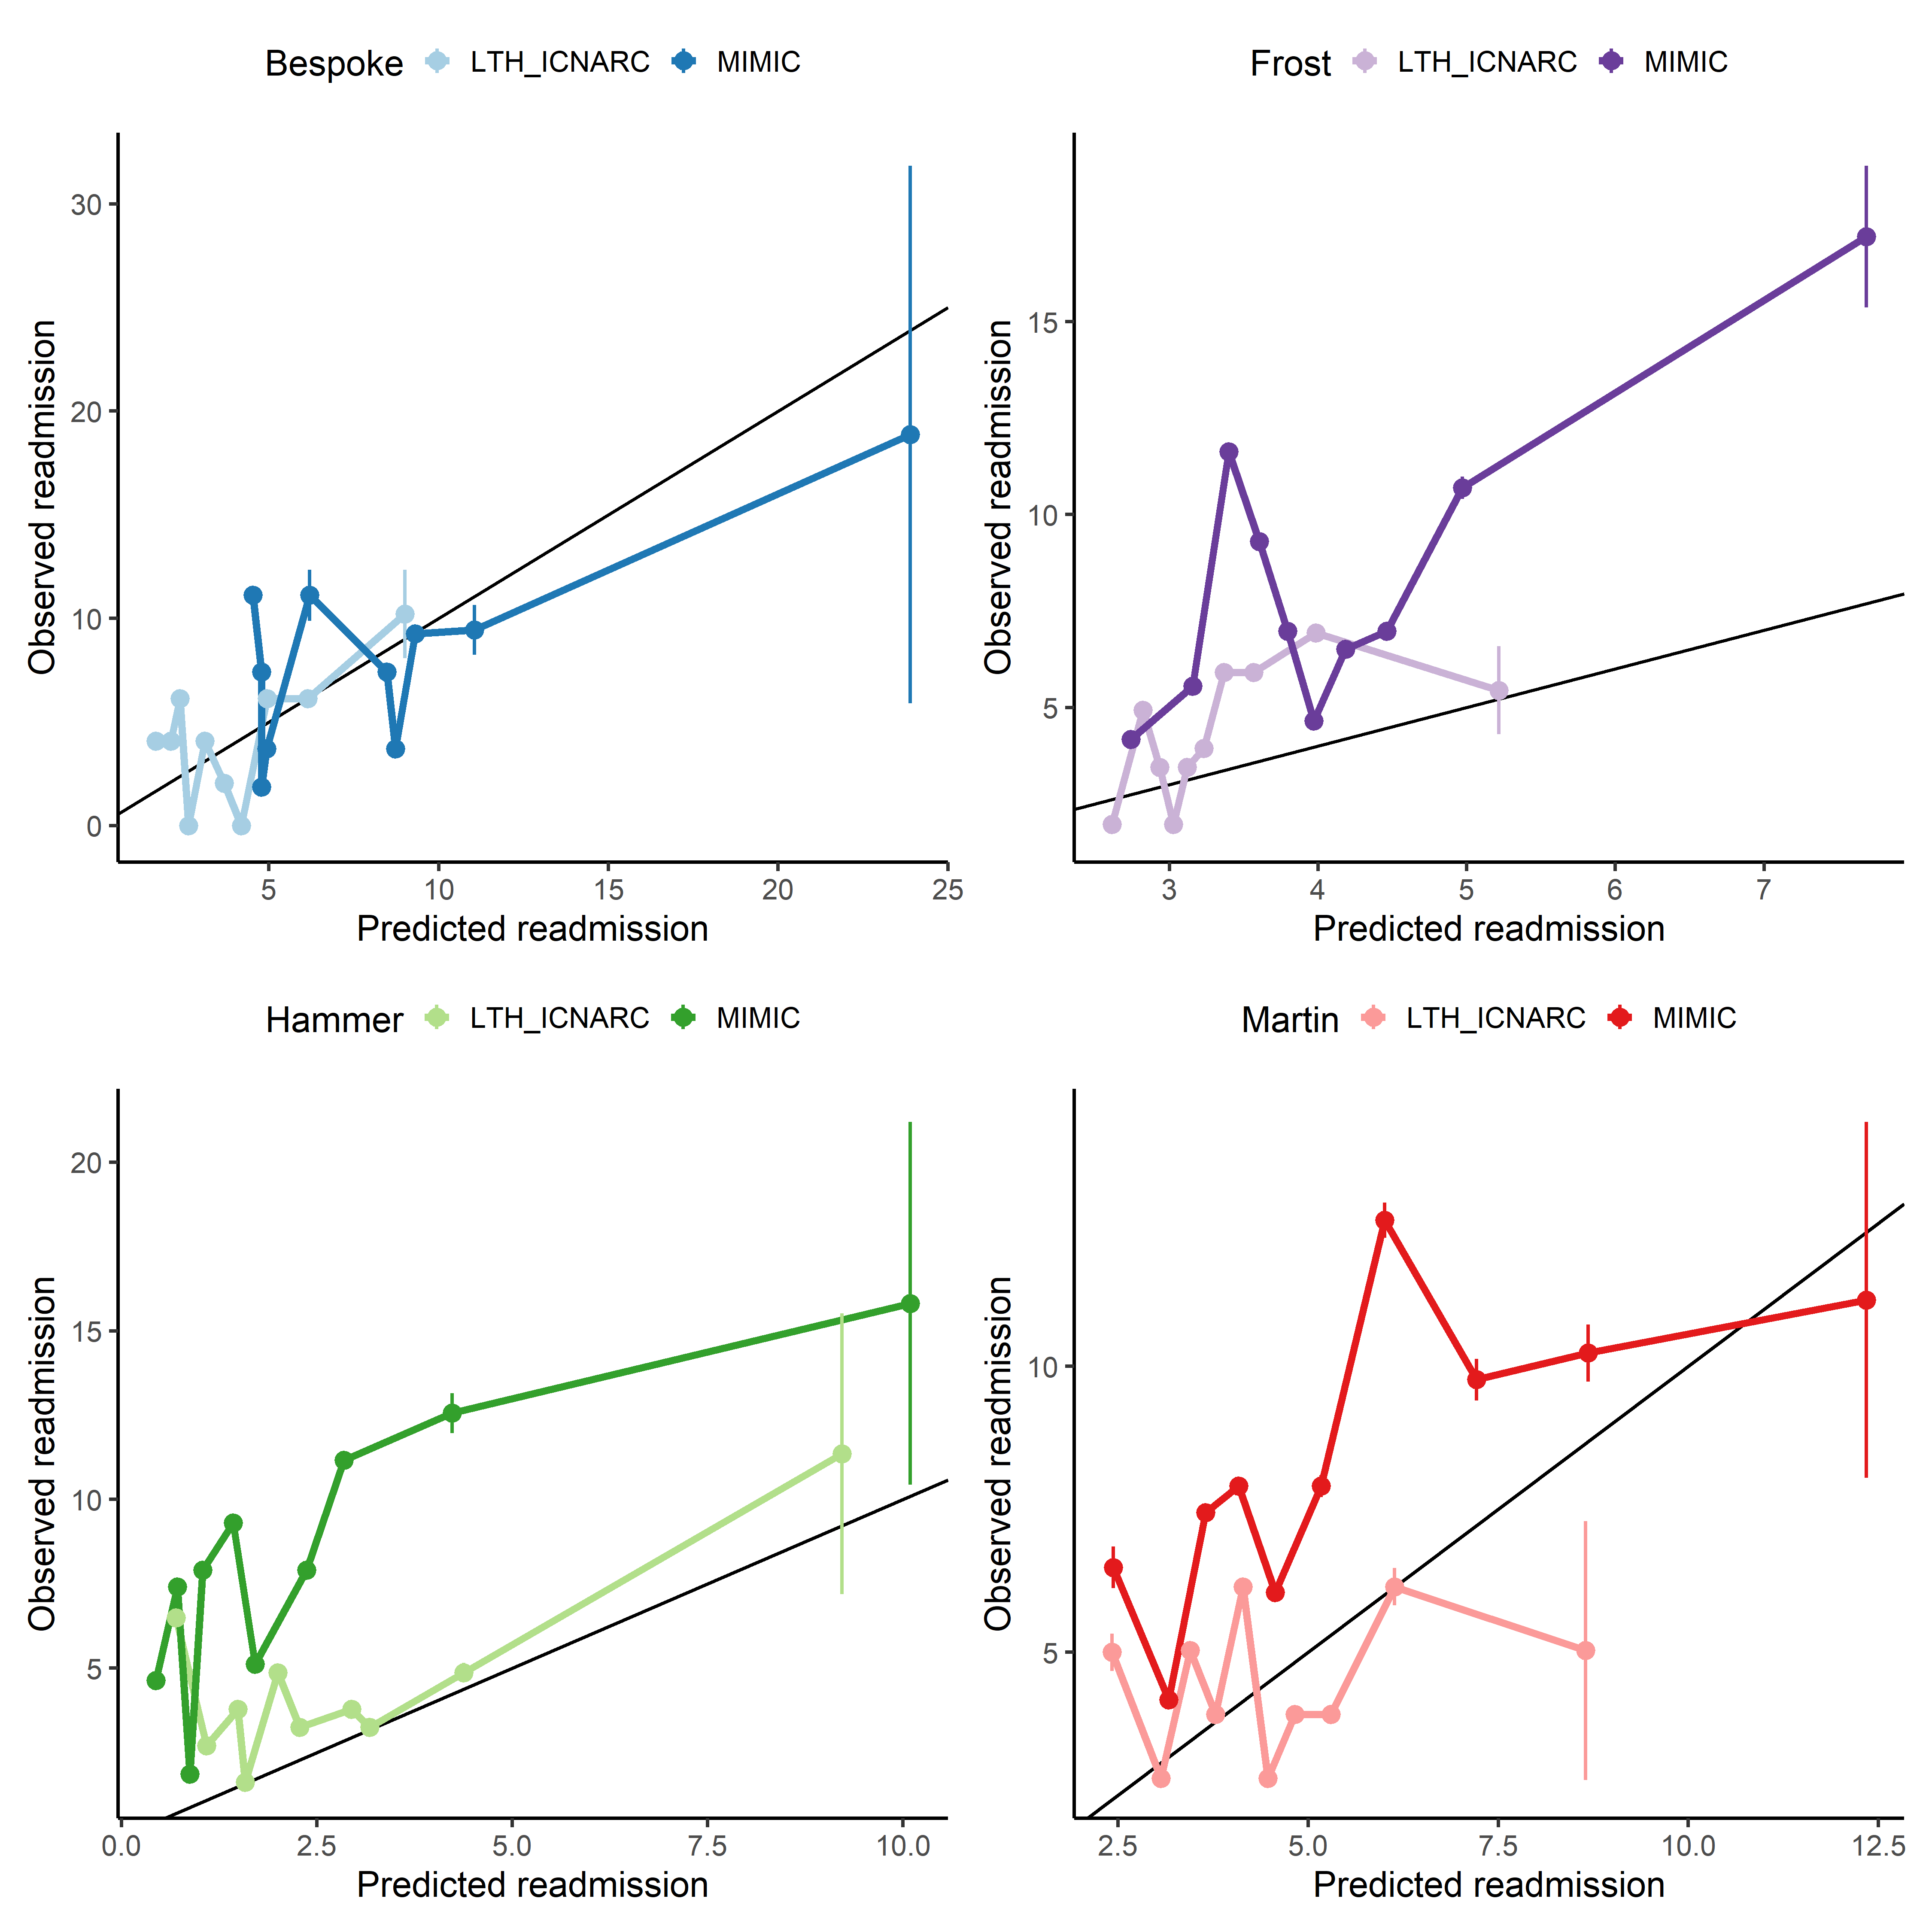 Bespoke LTH_ICNARC MIMIC
Observed readmission
30
20
10
0
5 10 15 20 25
Predicted readmission
Frost LTH_ICNARC MIMIC
Observed readmission
15
10
5
3 4 5 6 7
Predicted readmission
Hammer LTH_ICNARC MIMIC
Observed readmission
20
15
10
5
0.0 2.5 5.0 7.5 10.0
Predicted readmission
Martin LTH_ICNARC MIMIC
Observed readmission
10
5
2.5 5.0 7.5 10.0 12.5
Predicted readmission